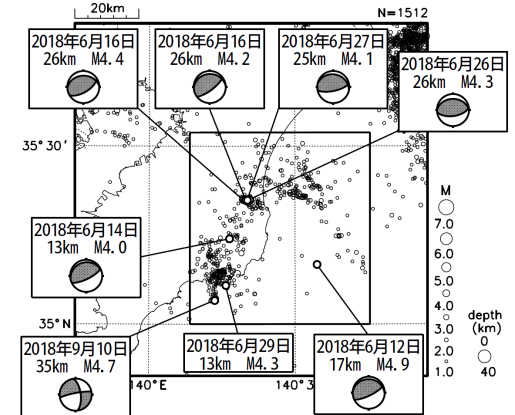 20km
N=1512
2018年6月16日
26km M4.4
2018年6月16日
26km M4.2
2018年6月27日
25km M4.1
2018年6月26日
26km M4.3
35°30′
2018年6月14日
13km M4.0
35°N
2018年9月10日
35km M4.7
2018年6月29日
13km M4.3
2018年6月12日
17km M4.9
140°E
140°3
M
7.0
6.0
5.0
4.0
3.0
2.0
1.0
depth
(km)
0
40